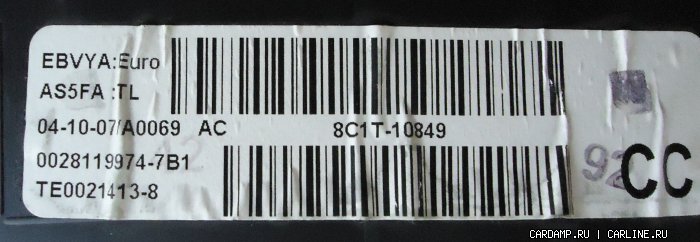 EBVYA:Euro
AS5FA :TL
04-10-07/A0069 AC 8C1T-10849
0028119974-7B1
TE0021413-8
92
CC
CARDAMP.RU | CARLINE.RU